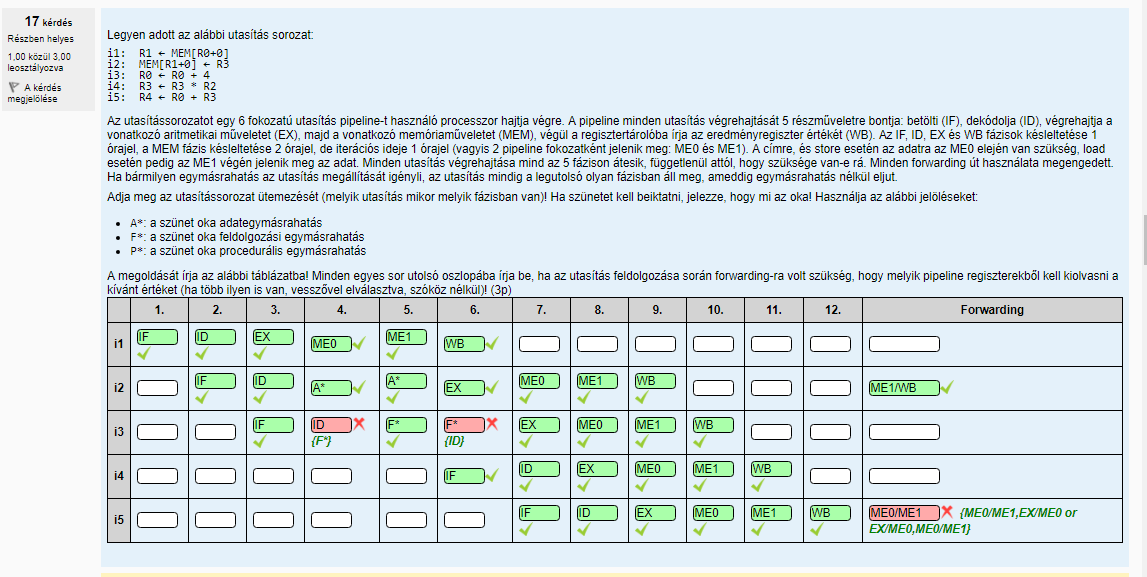 17 kérdés
Részben helyes
1,00 közül 3,00
leosztályozva
A kérdés
megjelölése
Legyen adott az alábbi utasítás sorozat:
i1: R1 ← MEM[R0+0]
i2: MEM[R1+0] ← R3
i3: R0 ← R0 + 4
i4: R3 ← R3 * R2
i5: R4 ← R0 + R3
Az utasítássorozatot egy 6 fokozatú utasítás pipeline-t használó processzor hajtja végre. A pipeline minden utasítás végrehajtását 5 részműveletre bontja: betölti (IF), dekódolja (ID), végrehajtja a
vonatkozó aritmetikai műveletet (EX), majd a vonatkozó memóriaműveletet (MEM), végül a regisztertárolóba írja az eredményregiszter értékét (WB). Az IF, ID, EX és WB fázisok késleltetése 1
órajel, a MEM fázis késleltetése 2 órajel, de iterációs ideje 1 órajel (vagyis 2 pipeline fokozatként jelenik meg: ME0 és ME1). A címre, és store esetén az adatra az ME0 elején van szükség, load
esetén pedig az ME1 végén jelenik meg az adat. Minden utasítás végrehajtása mind az 5 fázison átesik, függetlenül attól, hogy szüksége van-e rá. Minden forwarding út használata megengedett.
Ha bármilyen egymásrahatás az utasítás megállítását igényli, az utasítás mindig a legutolsó olyan fázisban áll meg, ameddig egymásrahatás nélkül eljut.
Adja meg az utasítássorozat ütemezését (melyik utasítás mikor melyik fázisban van)! Ha szünetet kell beiktatni, jelezze, hogy mi az oka! Használja az alábbi jelöléseket:
• A*: a szünet oka adategymásrahatás
• F*: a szünet oka feldolgozási egymásrahatás
• P*: a szünet oka procedurális egymásrahatás
A megoldását írja az alábbi táblázatba! Minden egyes sor utolsó oszlopába írja be, ha az utasítás feldolgozása során forwarding-ra volt szükség, hogy melyik pipeline regiszterekből kell kiolvasni a
kívánt értéket (ha több ilyen is van, vesszővel elválasztva, szóköz nélkül)! (3p)
1. 2. 3. 4. 5. 6. 7. 8. 9. 10. 11. 12. Forwarding
i1 IF ID EX ME0 ME1 WB
i2 IF ID A* A* EX ME0 ME1 WB ME1/WB
i3 IF ID F* F* EX ME0 ME1 WB
{F*} {ID}
i4 IF ID EX ME0 ME1 WB
i5 IF ID EX ME0 ME1 WB ME0/ME1 {ME0/ME1,EX/ME0 or
EX/ME0,ME0/ME1}